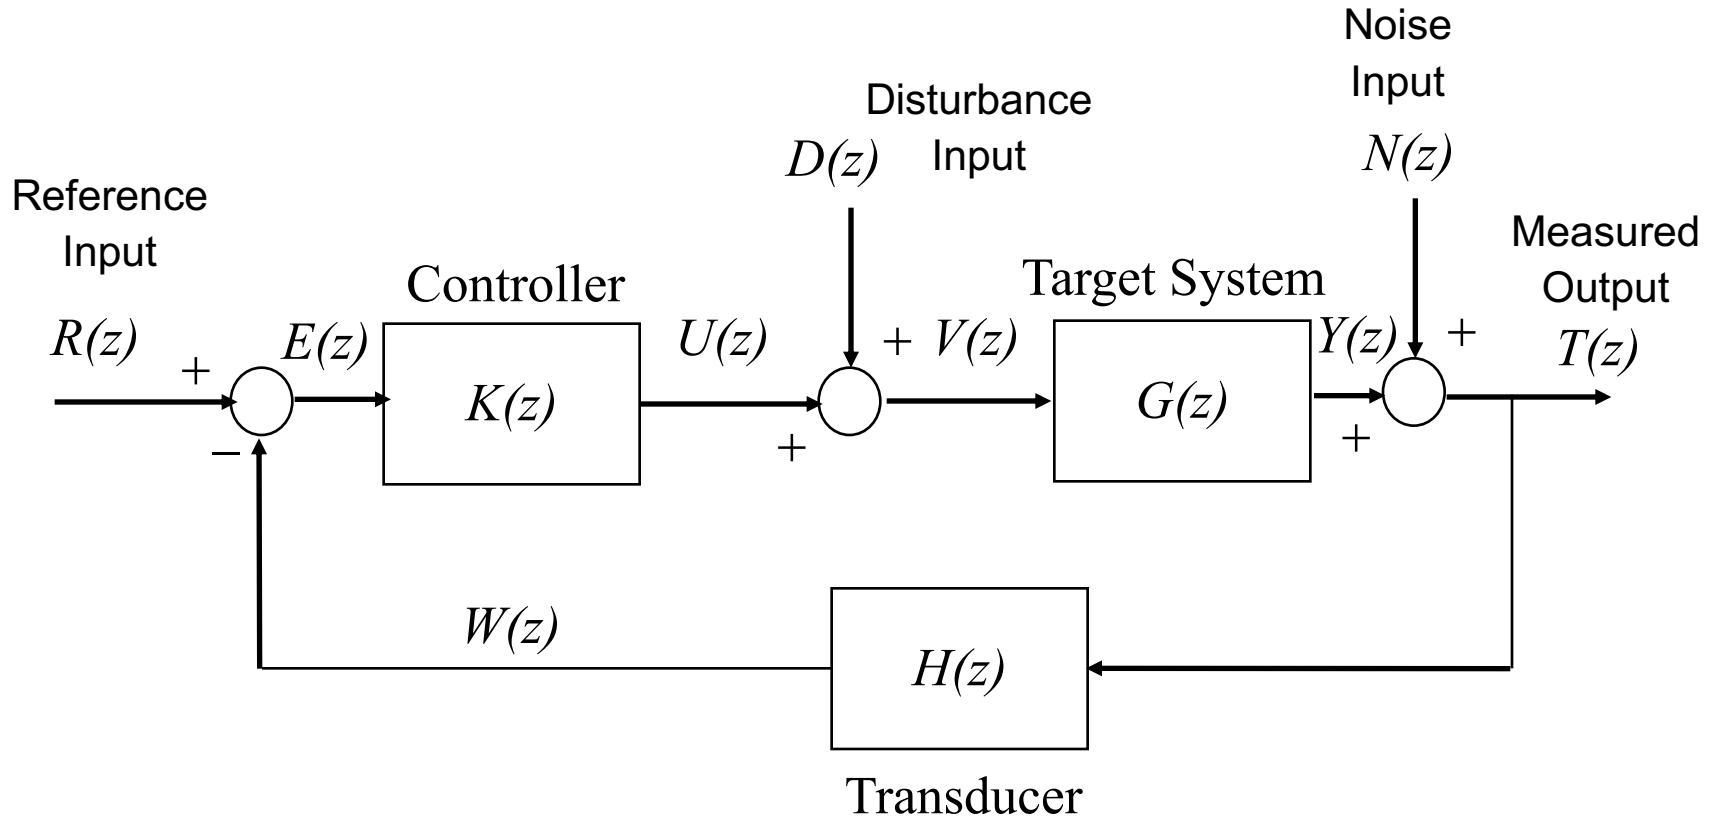 Noise
Input
N(z)
Disturbance
Input
D(z)
Reference
Input
R(z)
Measured
Output
T(z)
Controller
Target System
+
E(z)
K(z)
U(z)
+
V(z)
G(z)
Y(z)
+
–
+
+
W(z)
H(z)
Transducer